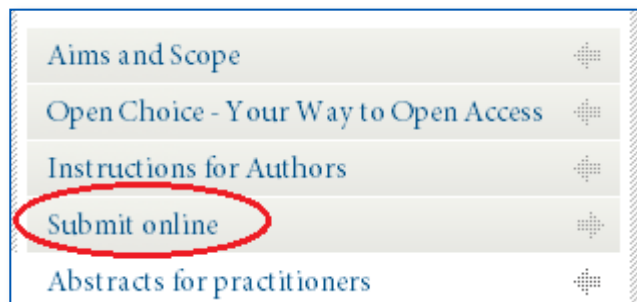 Aims and Scope
Open Choice - Your Way to Open Access
Instructions for Authors
Submit online
Abstracts for practitioners